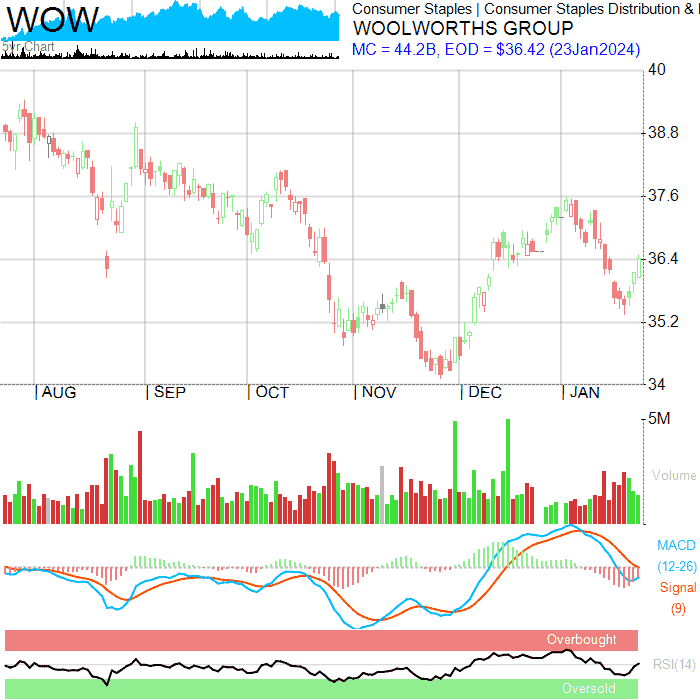 WOW
5yr Chart
Consumer Staples | Consumer Staples Distribution &
WOOLWORTHS GROUP
MC = 44.2B, EOD = $36.42 (23Jan2024)
40
38.8
37.6
36.4
35.2
34
| AUG | SEP | OCT | NOV | DEC | JAN
5M
Volume
MACD
(12-26)
Signal
(9)
Overbought
RSI(14)
Oversold